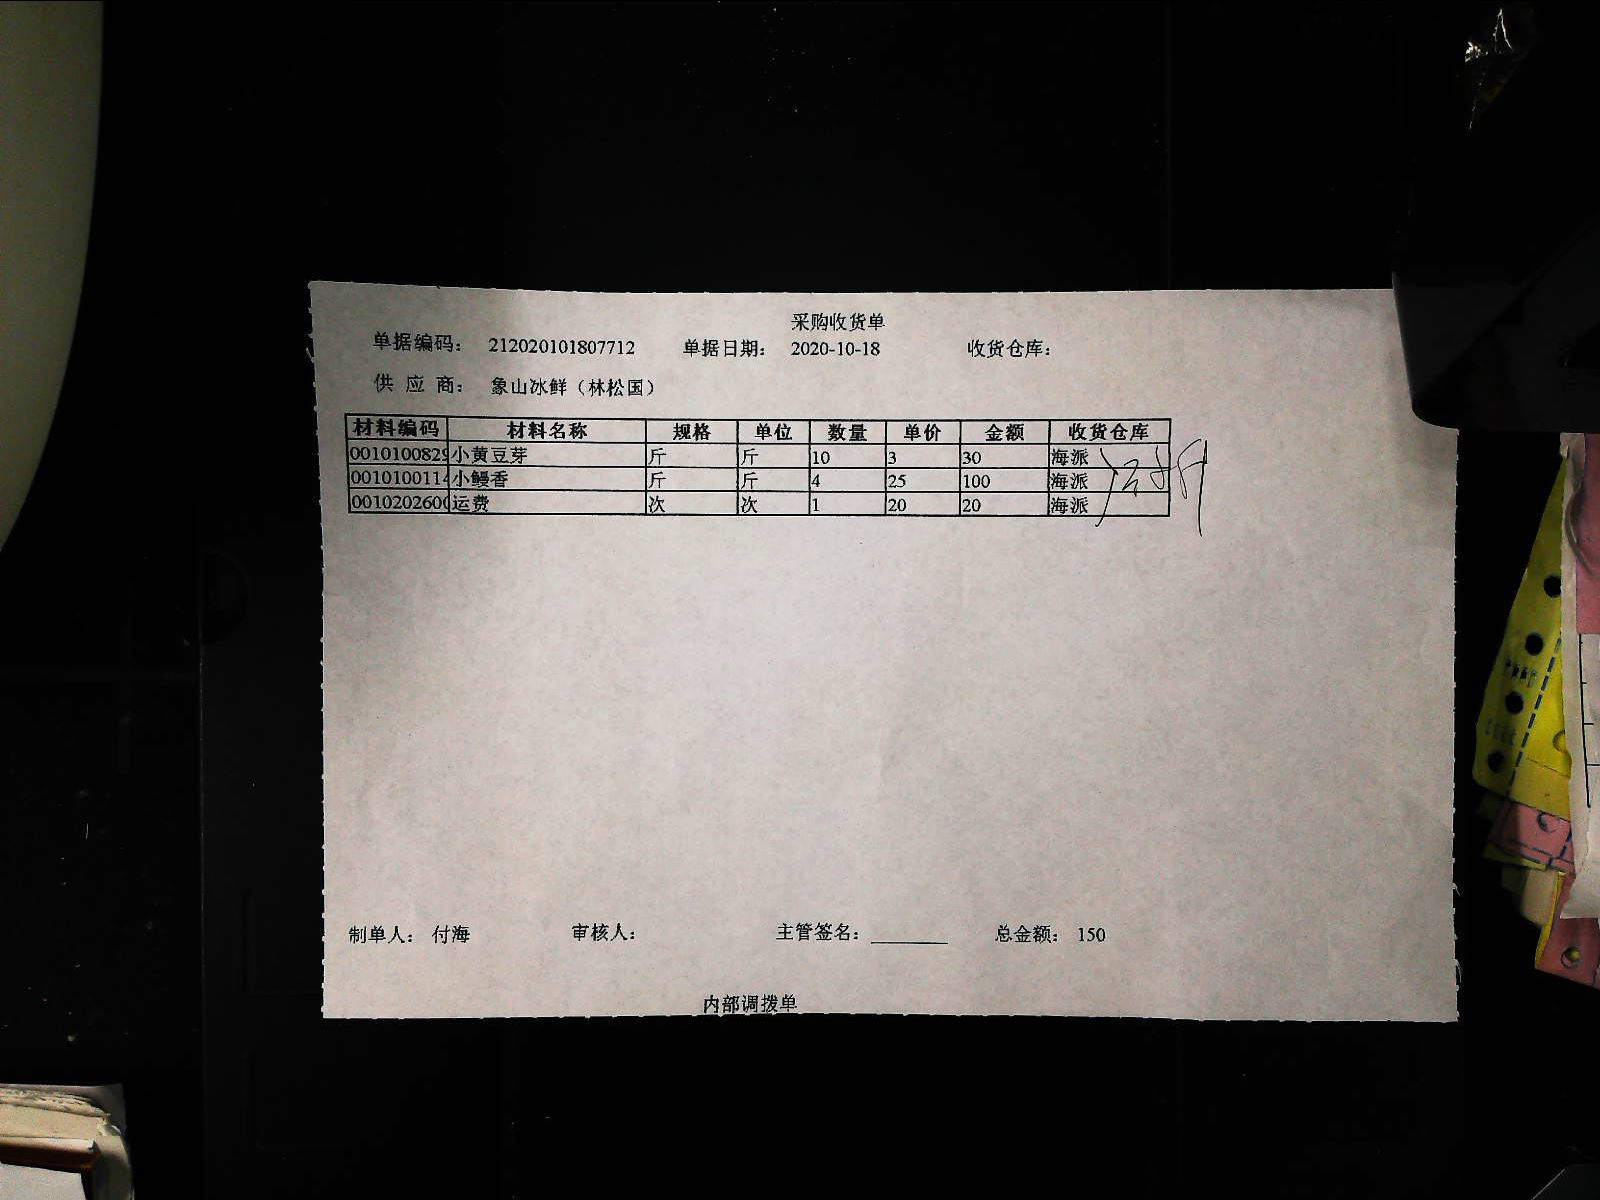 采购收货单
单据编码： 212020101807712 单据日期： 2020-10-18 收货仓库：
供 应 商： 象山冰鲜（林松国）
材料编码 材料名称 规格 单位 数量 单价 金额 收货仓库
0010100829 小黄豆芽 斤 斤 10 3 30 海派
0010100114 小鳗香 斤 斤 4 25 100 海派
001020260 运费 次 次 1 20 20 海派
制单人： 付海 审核人： 主管签名： 总金额： 150
内部调拨单